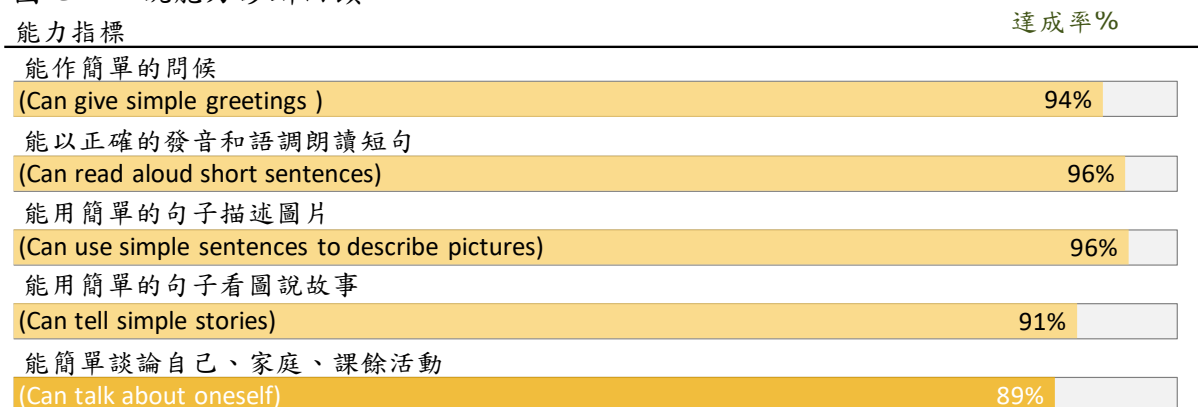 能力指標
達成率%
能作簡單的問候
(Can give simple greetings )
94%
能以正確的發音和語調朗讀短句
(Can read aloud short sentences)
96%
能用簡單的句子描述圖片
(Can use simple sentences to describe pictures)
96%
能用簡單的句子看圖說故事
(Can tell simple stories)
91%
能簡單談論自己、家庭、課餘活動
(Can talk about oneself)
89%